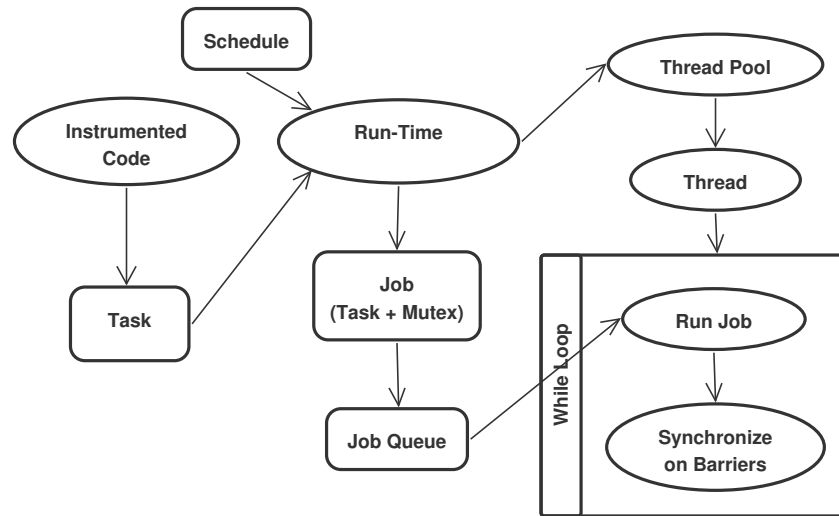 Schedule
Thread Pool
Instrumented
Code
Run-Time
Thread
Task
Job
(Task + Mutex)
Job Queue
While Loop
Run Job
Synchronize
on Barriers